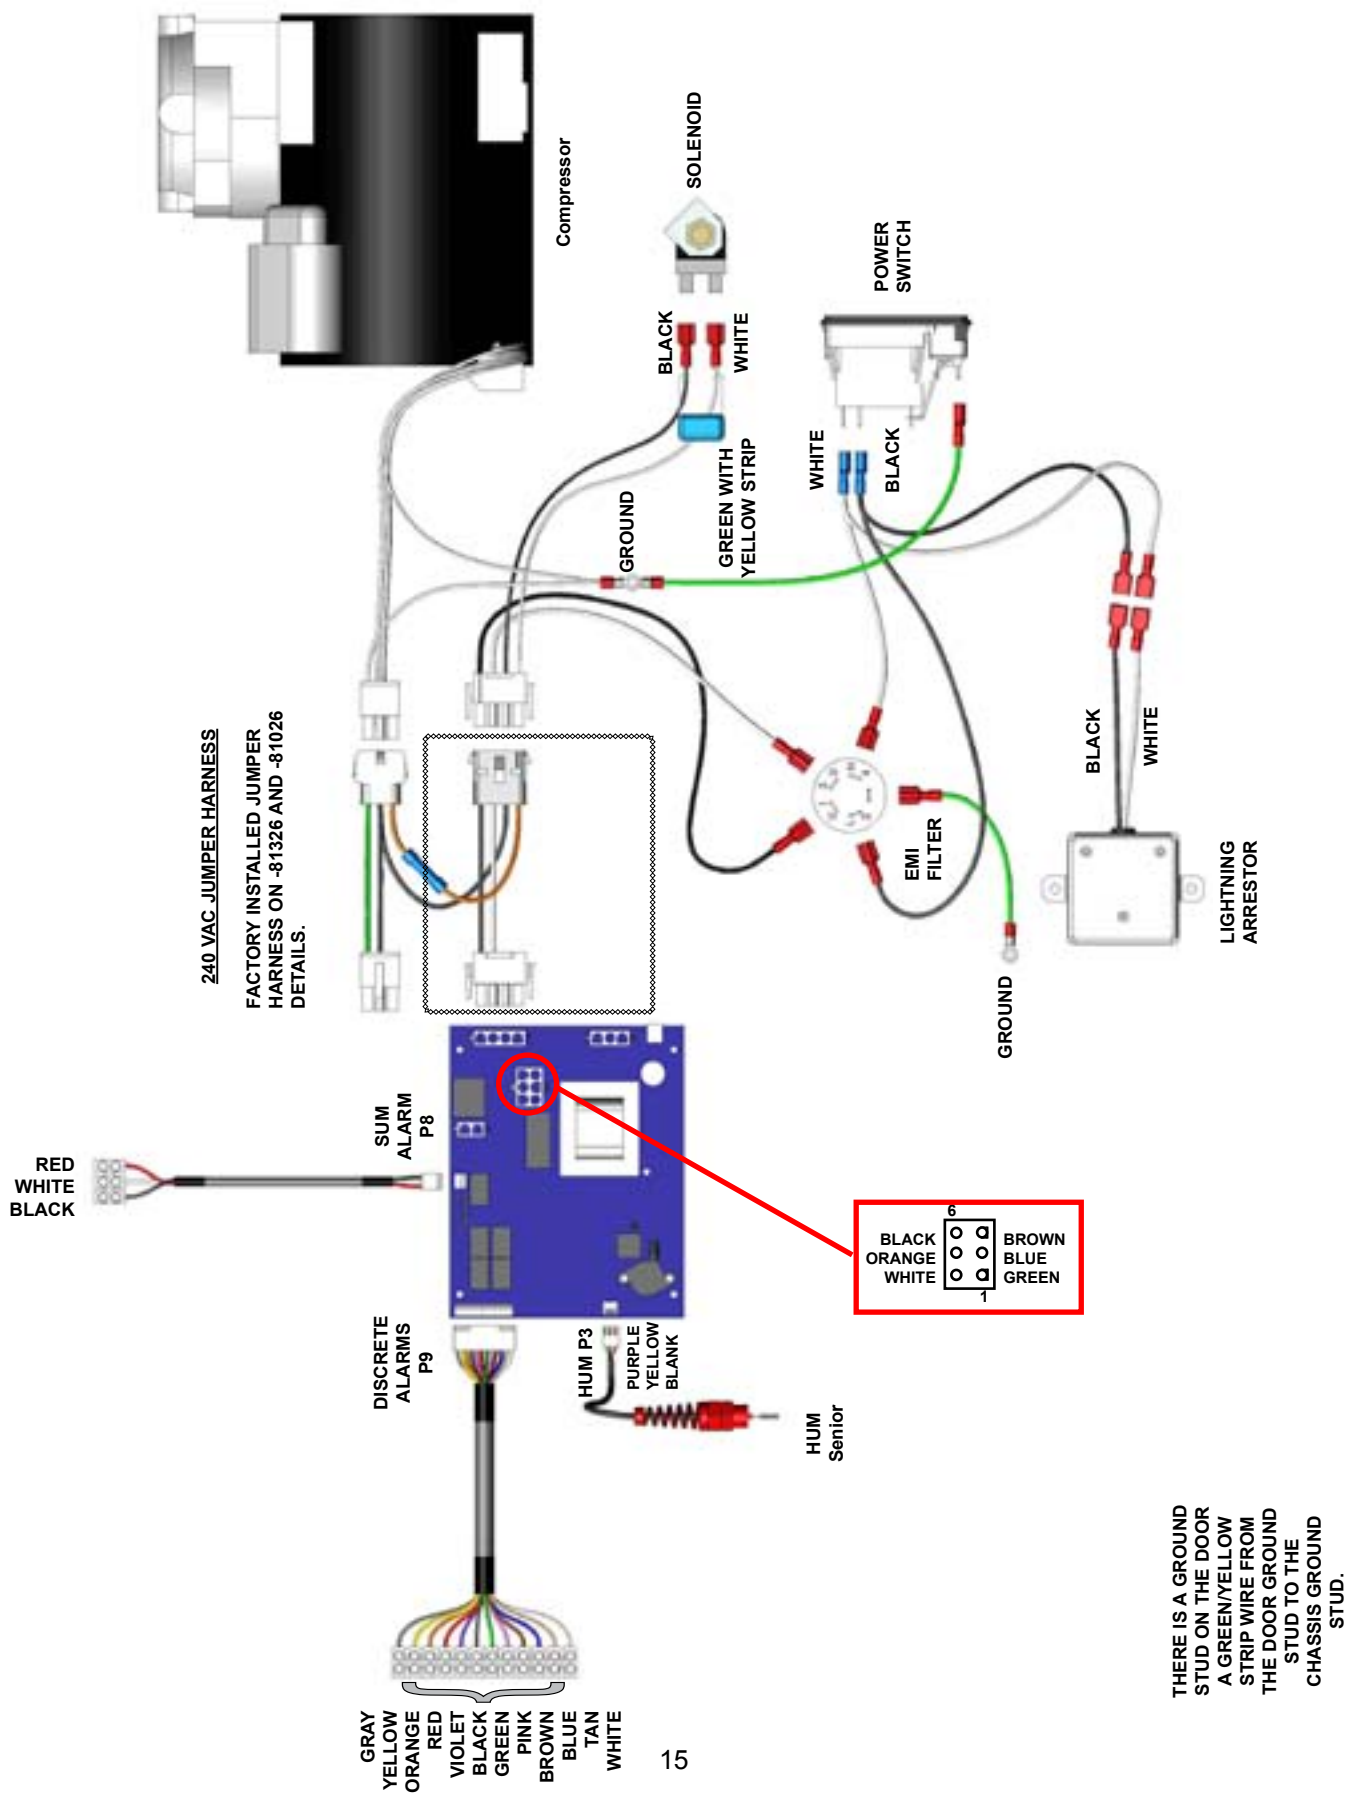 Compressor
SOLENOID
BLACK
WHITE
POWER
SWITCH
GREEN WITH
YELLOW STRIP
WHITE
BLACK
GROUND
240 VAC JUMPER HARNESS
FACTORY INSTALLED JUMPER
HARNESS ON -81326 AND -81026
DETAILS.
BLACK
WHITE
EMI
FILTER
LIGHTNING
ARRESTOR
GROUND
SUM
ALARM
P8
RED
WHITE
BLACK
6
BLACK
ORANGE
WHITE
BROWN
BLUE
GREEN
1
DISCRETE
ALARMS
P9
HUM P3
PURPLE
YELLOW
BLANK
HUM
Senior
GRAY
YELLOW
ORANGE
RED
VIOLET
BLACK
GREEN
PINK
BROWN
BLUE
TAN
WHITE
THERE IS A GROUND
STUD ON THE DOOR
A GREEN/YELLOW
STRIP WIRE FROM
THE DOOR GROUND
STUD TO THE
CHASSIS GROUND
STUD.
15